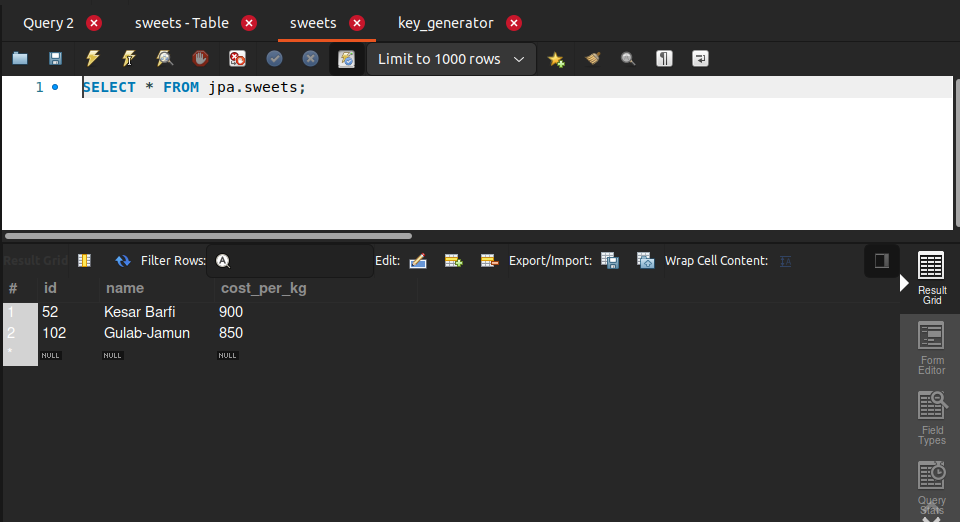 Query 2 sweets - Table sweets key_generator
Limit to 1000 rows
1 SELECT * FROM jpa.sweets;
Result Grid Filter Rows: Edit: Export/Import: Wrap Cell Content:
# id name cost_per_kg
1 52 Kesar Barfi 900
2 102 Gulab-Jamun 850
* NULL NULL NULL
Result
Grid
Form
Editor
Field
Types
Query
Stats